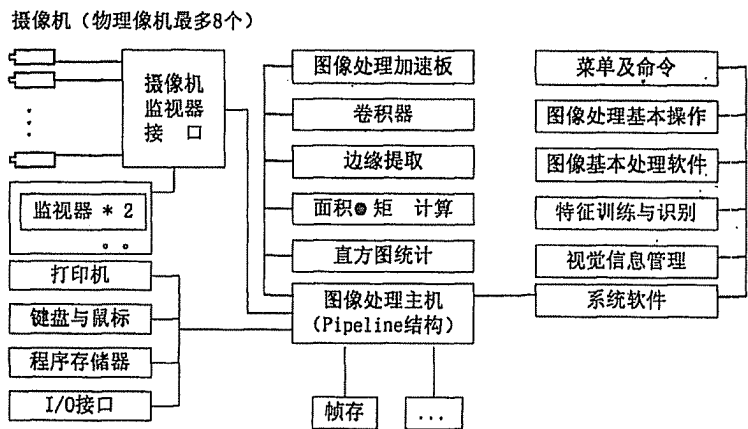 摄像机（物理像机最多8个）
摄像机
监视器
接 口
监视器 * 2
打印机
键盘与鼠标
程序存储器
I/O接口
图像处理加速板
卷积器
边缘提取
面积●矩 计算
直方图统计
图像处理主机
(Pipeline结构)
帧存
...
菜单及命令
图像处理基本操作
图像基本处理软件
特征训练与识别
视觉信息管理
系统软件